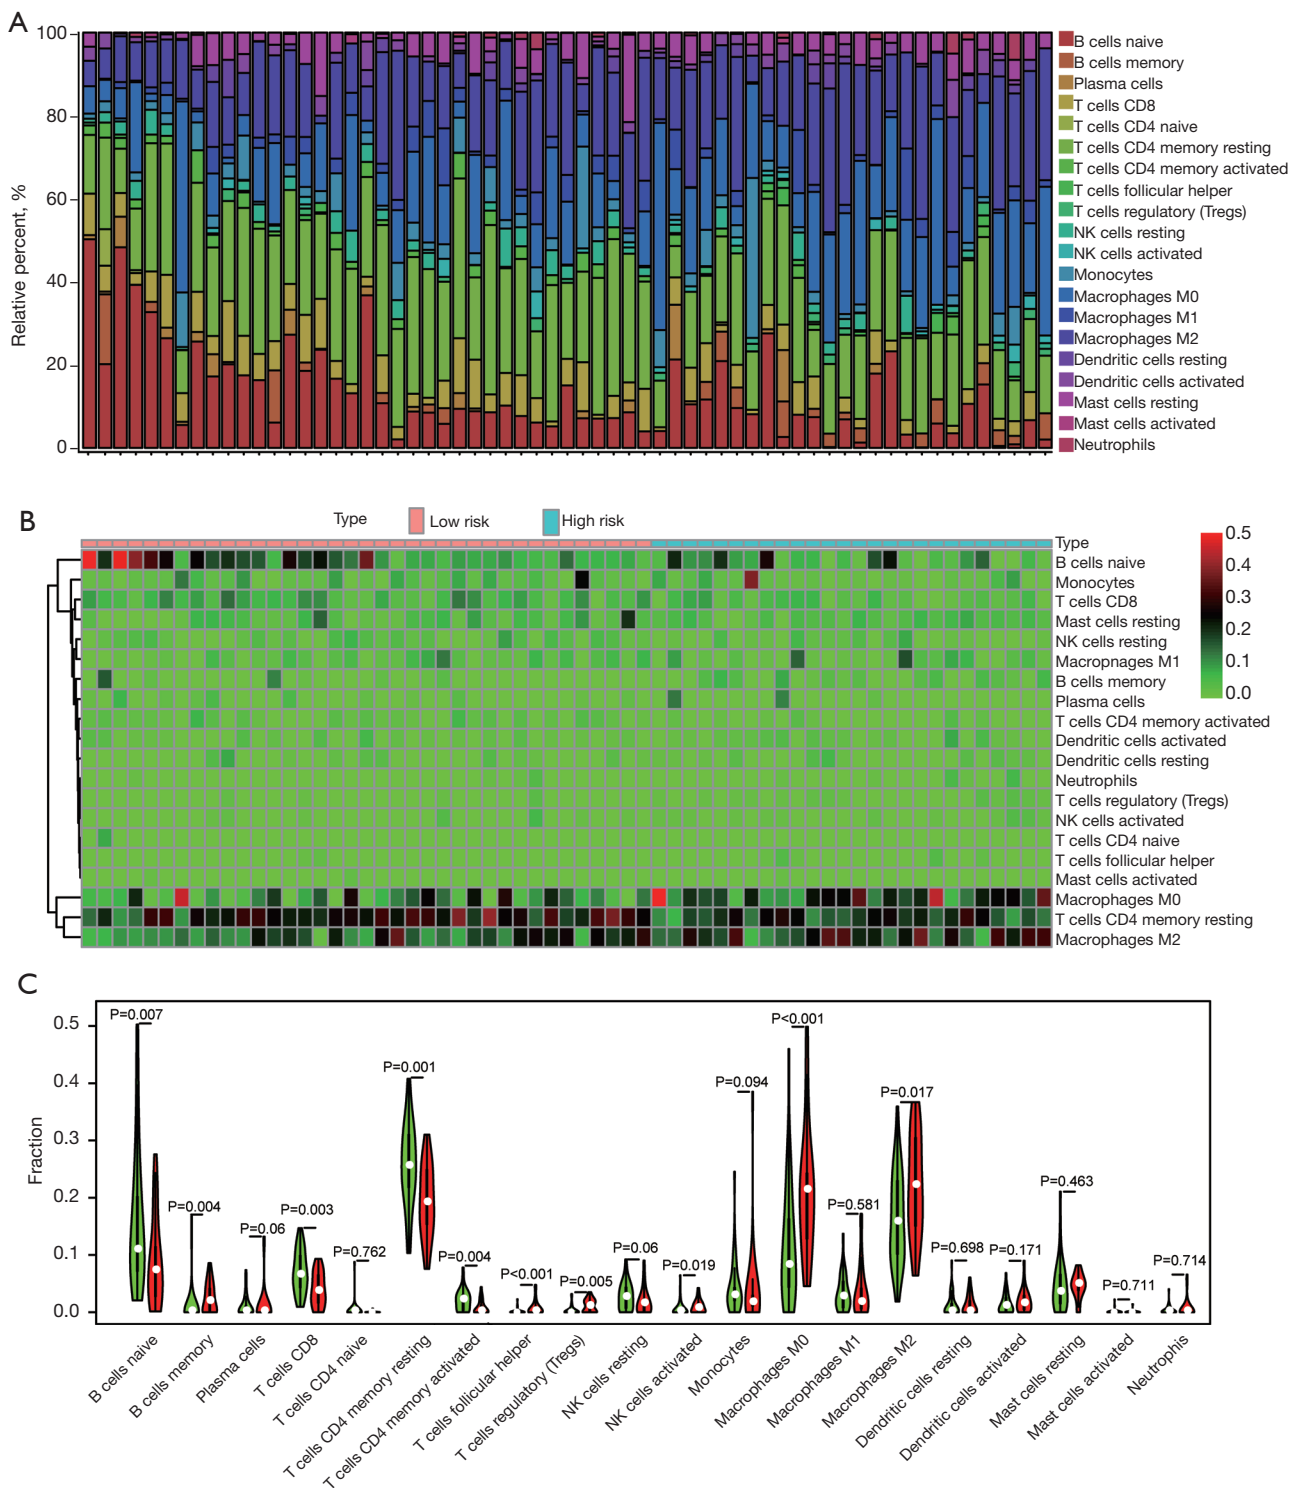 A
Relative percent, %
100
80
60
40
20
0
B cells naive
B cells memory
Plasma cells
T cells CD8
T cells CD4 naive
T cells CD4 memory resting
T cells CD4 memory activated
T cells follicular helper
T cells regulatory (Tregs)
NK cells resting
NK cells activated
Monocytes
Macrophages M0
Macrophages M1
Macrophages M2
Dendritic cells resting
Dendritic cells activated
Mast cells resting
Mast cells activated
Neutrophils
B
Type
Low risk
High risk
Type
B cells naive
Monocytes
T cells CD8
Mast cells resting
NK cells resting
Macropnages M1
B cells memory
Plasma cells
T cells CD4 memory activated
Dendritic cells activated
Dendritic cells resting
Neutrophils
T cells regulatory (Tregs)
NK cells activated
T cells CD4 naive
T cells follicular helper
Mast cells activated
Macrophages M0
T cells CD4 memory resting
Macrophages M2
0.5
0.4
0.3
0.2
0.1
0.0
C
Fraction
0.5
0.4
0.3
0.2
0.1
0.0
P=0.007
P=0.004
P=0.06
P=0.003
P=0.762
P=0.001
P=0.004
P<0.001
P=0.005
P=0.06
P=0.019
P=0.094
P<0.001
P=0.581
P=0.017
P=0.698
P=0.171
P=0.463
P=0.711
P=0.714
B cells naive
B cells memory
Plasma cells
T cells CD8
T cells CD4 naive
T cells CD4 memory resting
T cells CD4 memory activated
T cells follicular helper
T cells regulatory (Tregs)
NK cells resting
NK cells activated
Monocytes
Macrophages M0
Macrophages M1
Macrophages M2
Dendritic cells resting
Dendritic cells activated
Mast cells resting
Mast cells activated
Neutrophis